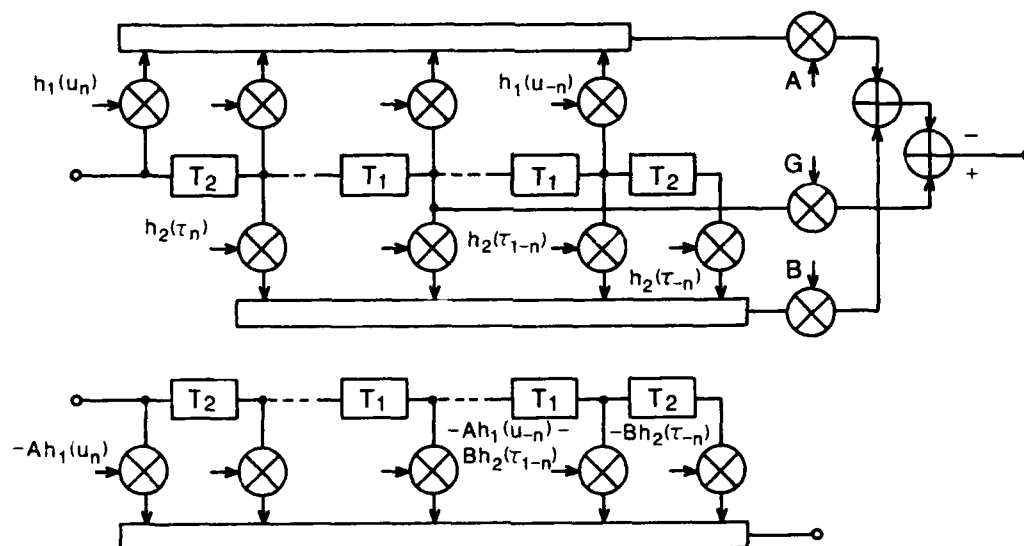 h₁(uₙ)
h₁(u₋ₙ)
A
T₂
T₁
T₁
T₂
G
−
+
h₂(τₙ)
h₂(τ₁₋ₙ)
h₂(τ₋ₙ)
B
T₂
T₁
T₁
T₂
-Ah₁(uₙ)
-Ah₁(u₋ₙ)-
Bh₂(τ₁₋ₙ)
-Bh₂(τ₋ₙ)